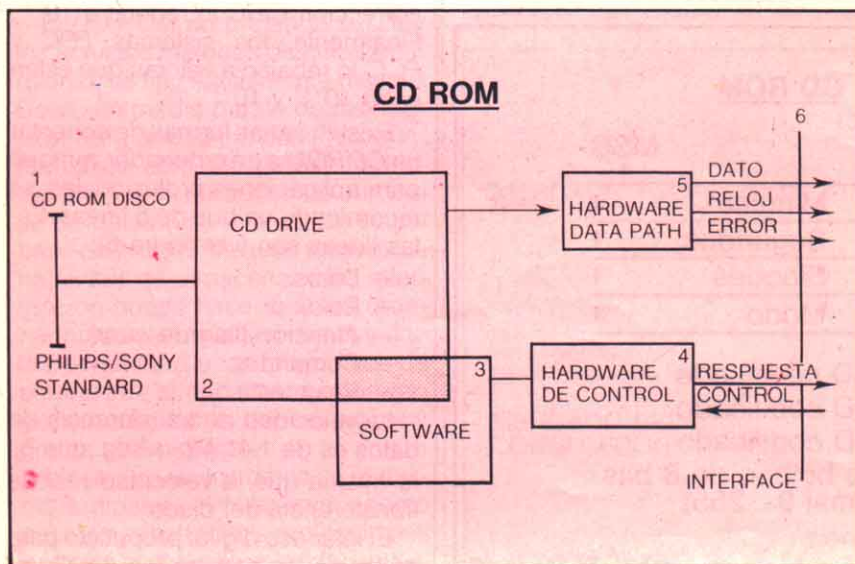 CD ROM
6
1
CD ROM DISCO
CD DRIVE
5
HARDWARE
DATA PATH
DATO
RELOJ
ERROR
PHILIPS/SONY
STANDARD
2
3
SOFTWARE
4
HARDWARE
DE CONTROL
RESPUESTA
CONTROL
INTERFACE